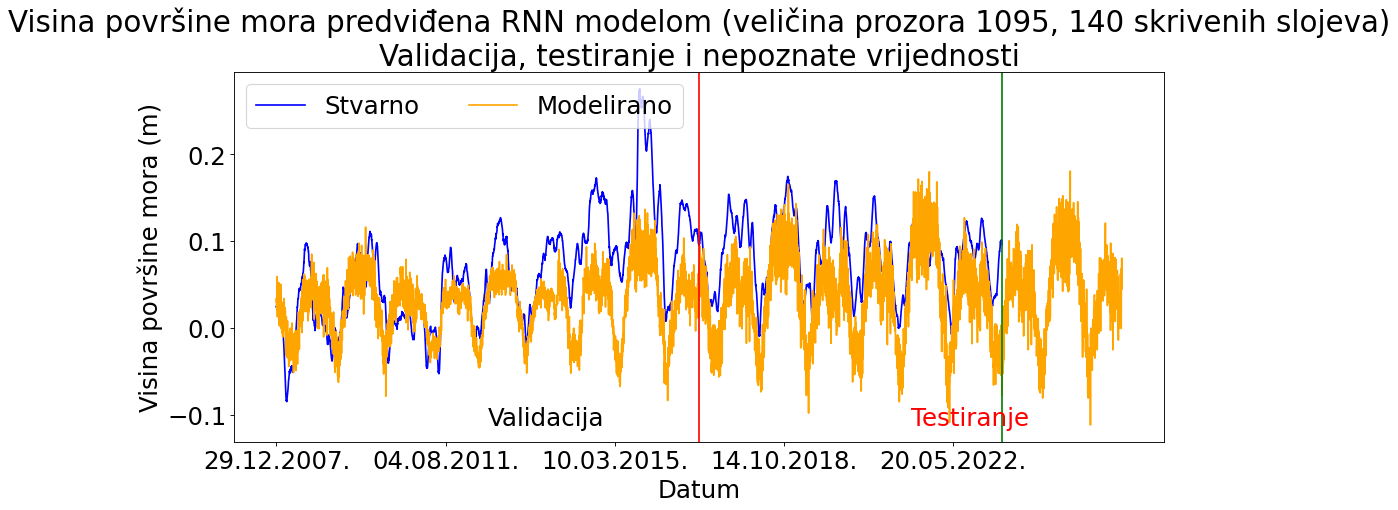 Visina površine mora predviđena RNN modelom (veličina prozora 1095, 140 skrivenih slojeva)
Validacija, testiranje i nepoznate vrijednosti
Stvarno Modelirano
Visina površine mora (m)
0.2
0.1
0.0
−0.1
Validacija Testiranje
29.12.2007. 04.08.2011. 10.03.2015. 14.10.2018. 20.05.2022.
Datum